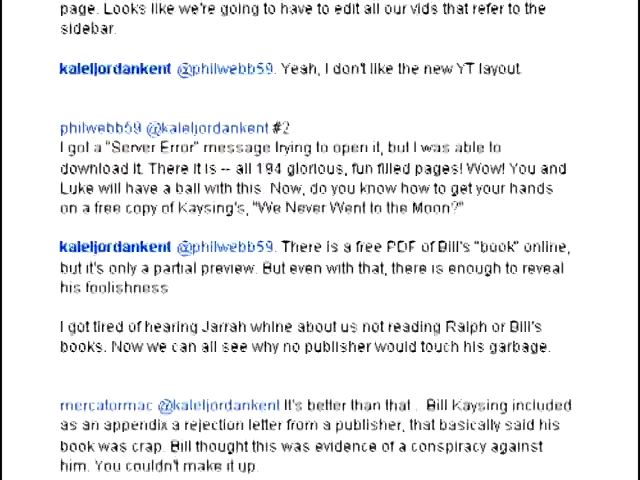 page. Looks like we're going to have to edit all our vids that refer to the
sidebar.
kaleljordankent @philwebb59. Yeah, I don't like the new YT layout.
philwebb59 @kaleljordankent #2
I got a "Server Error" message trying to open it, but I was able to
download it. There it is -- all 194 glorious, fun filled pages! Wow! You and
Luke will have a ball with this. Now, do you know how to get your hands
on a free copy of Kaysing's, "We Never Went to the Moon?"
kaleljordankent @philwebb59. There is a free PDF of Bill's "book" online,
but it's only a partial preview. But even with that, there is enough to reveal
his foolishness
I got tired of hearing Jarrah whine about us not reading Ralph or Bill's
books. Now we can all see why no publisher would touch his garbage.
mercatormac @kaleljordankent It's better than that . Bill Kaysing included
as an appendix a rejection letter from a publisher, that basically said his
book was crap. Bill thought this was evidence of a conspiracy against
him. You couldn't make it up.